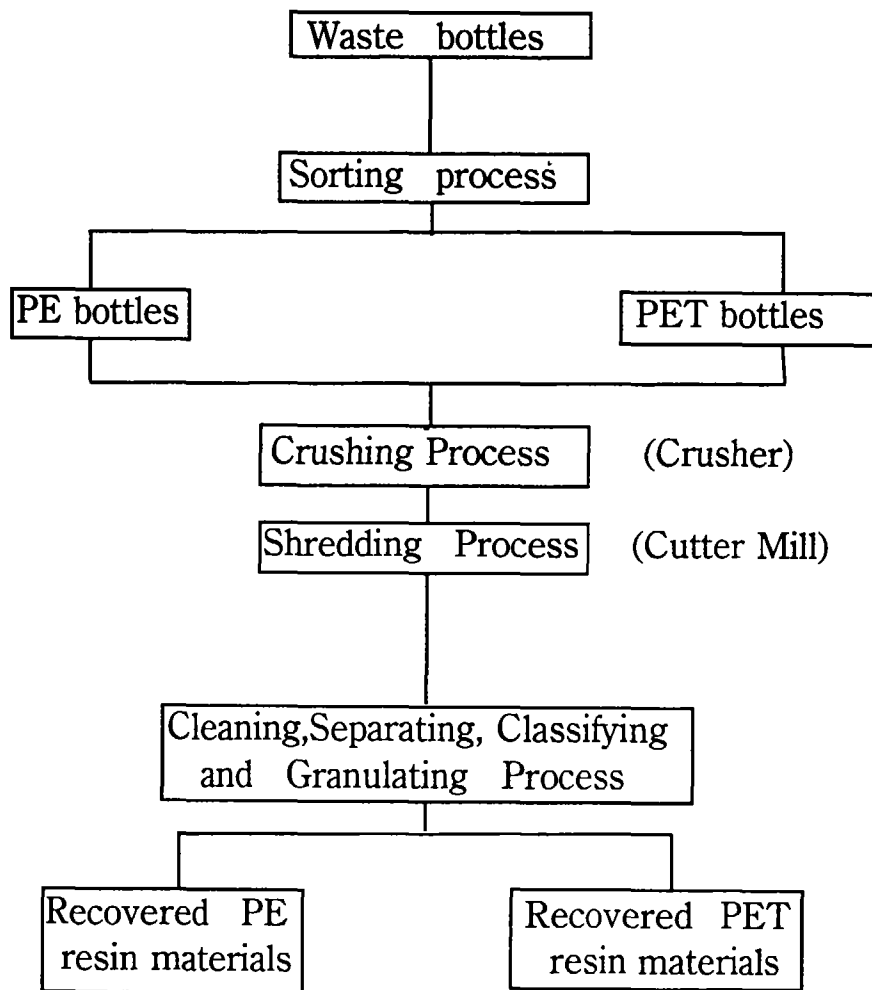 Waste bottles
Sorting process
PE bottles
PET bottles
Crushing Process
(Crusher)
Shredding Process
(Cutter Mill)
Cleaning,Separating, Classifying
and Granulating Process
Recovered PE
resin materials
Recovered PET
resin materials